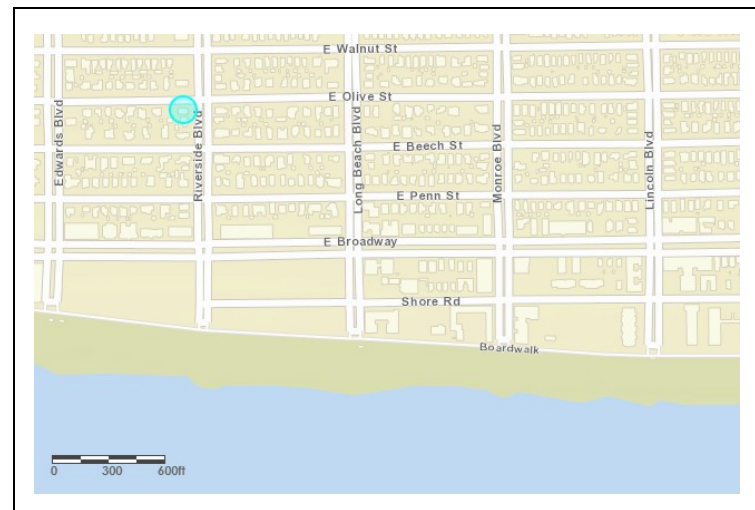 E Walnut St
E Olive St
Edwards Blvd
Riverside Blvd
Long Beach Blvd
Monroe Blvd
Lincoln Blvd
E Beech St
E Penn St
E Broadway
Shore Rd
Boardwalk
0 300 600ft